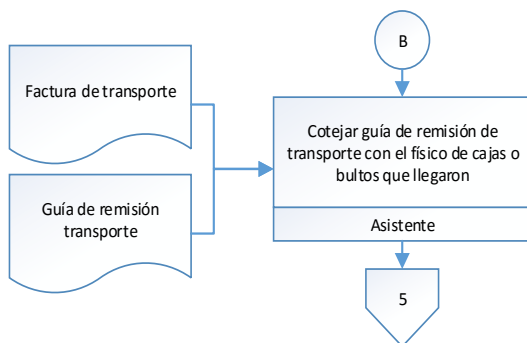 B
Factura de transporte
Cotejar guía de remisión de
transporte con el físico de cajas o
bultos que llegaron
Guía de remisión
transporte
Asistente
5